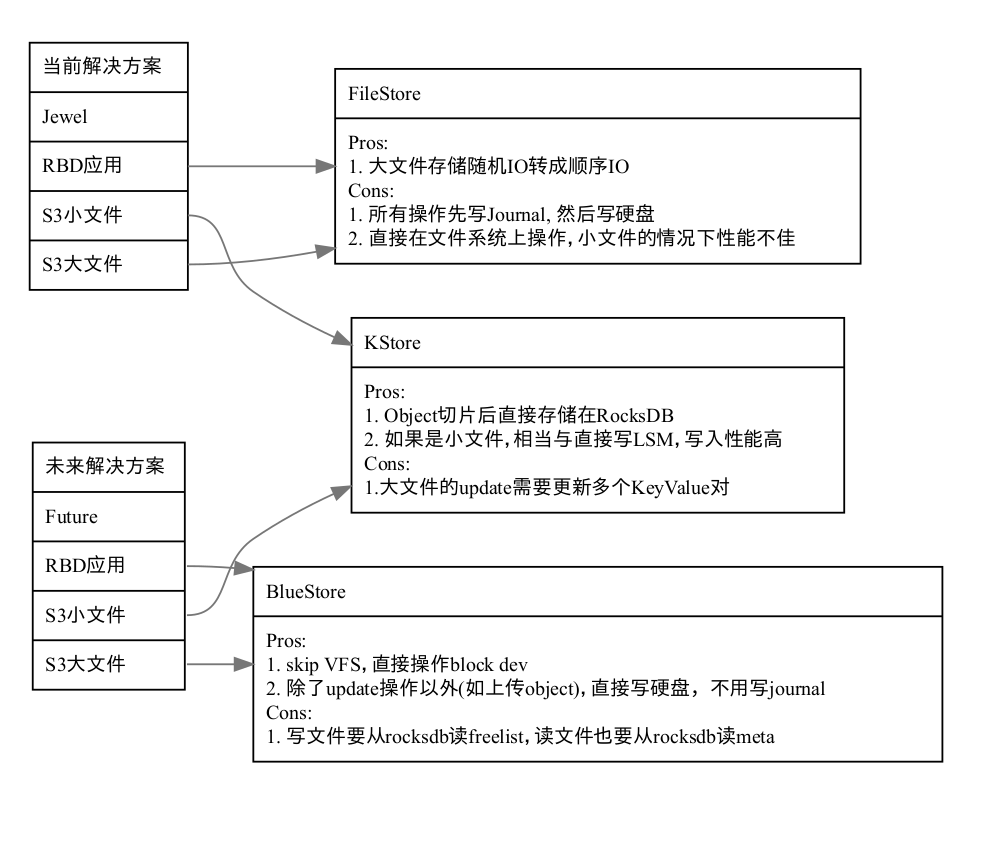 当前解决方案
Jewel
RBD应用
S3小文件
S3大文件
FileStore
Pros:
1. 大文件存储随机IO转成顺序IO
Cons:
1. 所有操作先写Journal, 然后写硬盘
2. 直接在文件系统上操作, 小文件的情况下性能不佳
KStore
Pros:
1. Object切片后直接存储在RocksDB
2. 如果是小文件, 相当与直接写LSM, 写入性能高
Cons:
1.大文件的update需要更新多个KeyValue对
未来解决方案
Future
RBD应用
S3小文件
S3大文件
BlueStore
Pros:
1. skip VFS, 直接操作block dev
2. 除了update操作以外(如上传object), 直接写硬盘，不用写journal
Cons:
1. 写文件要从rocksdb读freelist, 读文件也要从rocksdb读meta